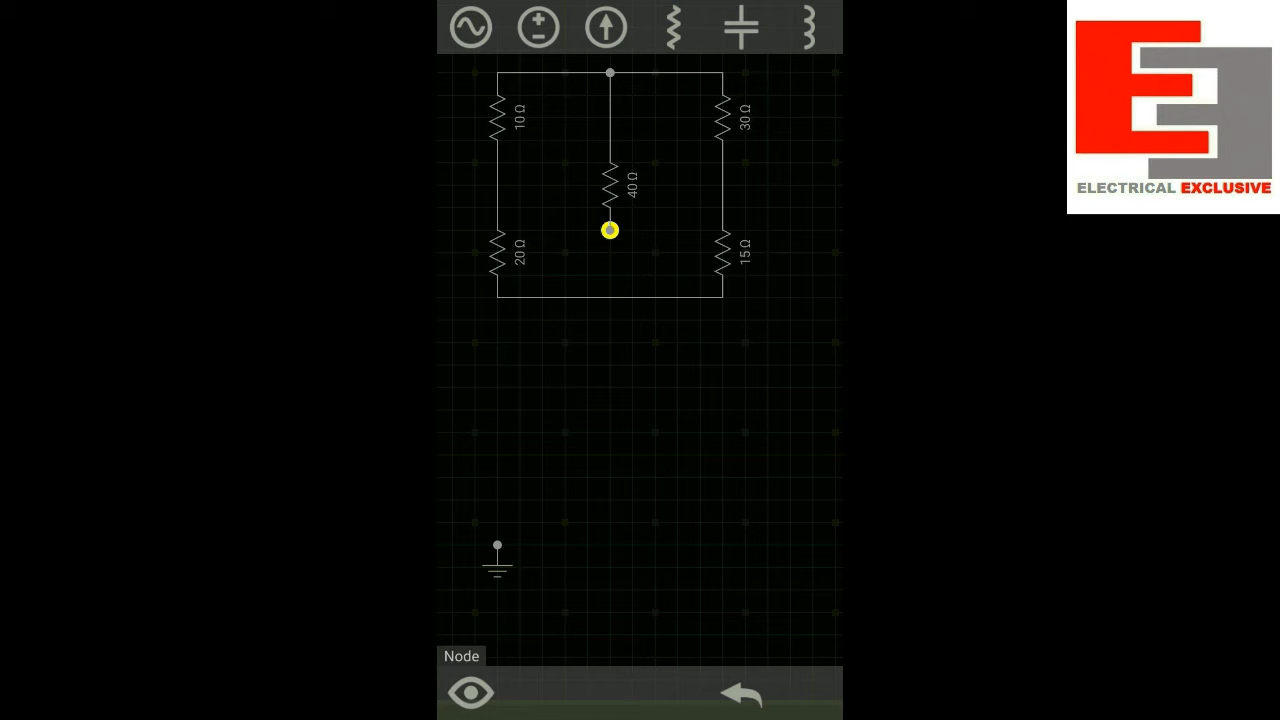 10 Ω
30 Ω
40 Ω
20 Ω
15 Ω
Node
ELECTRICAL EXCLUSIVE